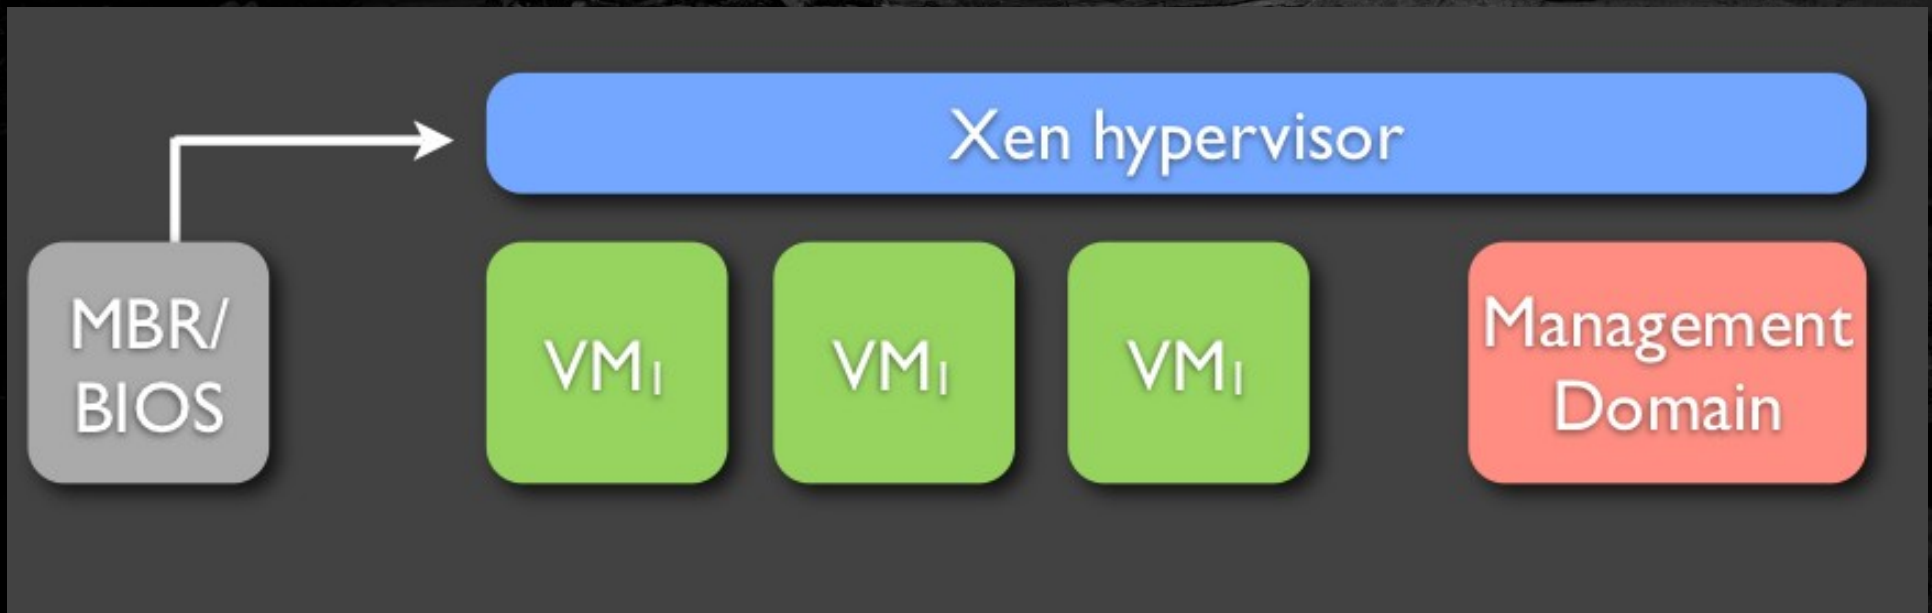 Xen hypervisor
MBR/
BIOS
VM₁
VM₁
VM₁
Management
Domain